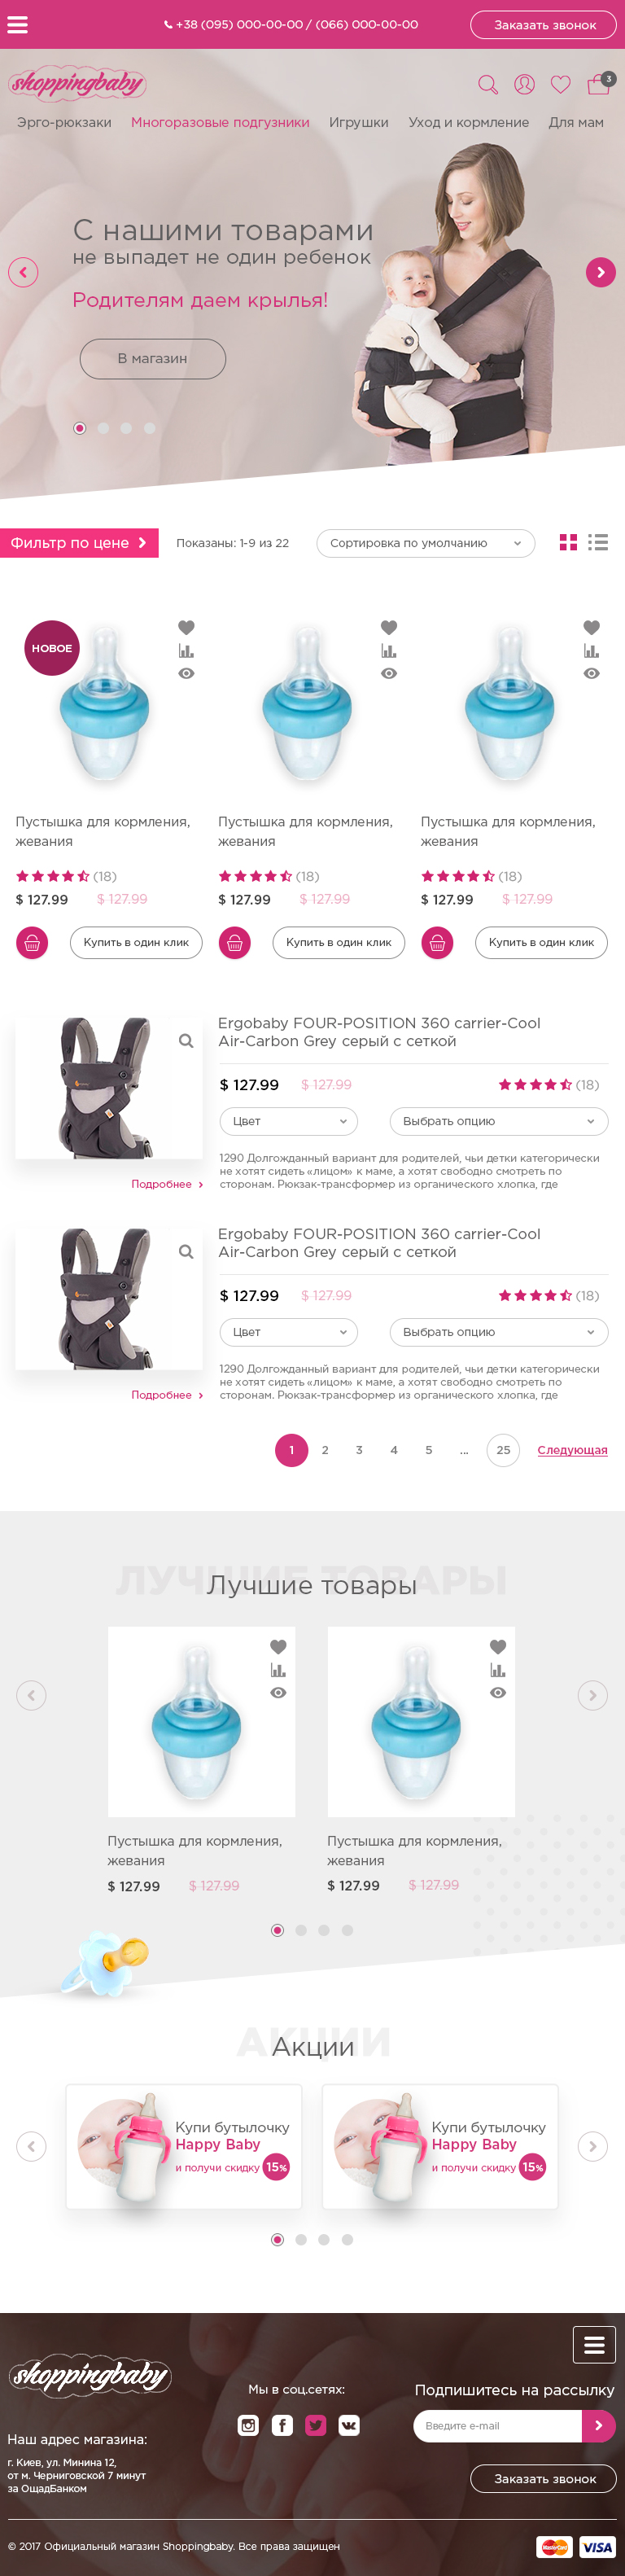 +38 (095) 000-00-00 / (066) 000-00-00
Заказать звонок
shoppingbaby
3
Эрго-рюкзаки Многоразовые подгузники Игрушки Уход и кормление Для мам
С нашими товарами
не выпадет не один ребенок
Родителям даем крылья!
В магазин
Фильтр по цене
Показаны: 1-9 из 22
Сортировка по умолчанию
НОВОЕ
Пустышка для кормления,
жевания
(18)
$ 127.99 $ 127.99
Купить в один клик
Пустышка для кормления,
жевания
(18)
$ 127.99 $ 127.99
Купить в один клик
Пустышка для кормления,
жевания
(18)
$ 127.99 $ 127.99
Купить в один клик
Ergobaby FOUR-POSITION 360 carrier-Cool
Air-Carbon Grey серый с сеткой
$ 127.99 $ 127.99 (18)
Цвет Выбрать опцию
1290 Долгожданный вариант для родителей, чьи детки категорически
не хотят сидеть «лицом» к маме, а хотят свободно смотреть по
сторонам. Рюкзак-трансформер из органического хлопка, где
Подробнее
Ergobaby FOUR-POSITION 360 carrier-Cool
Air-Carbon Grey серый с сеткой
$ 127.99 $ 127.99 (18)
Цвет Выбрать опцию
1290 Долгожданный вариант для родителей, чьи детки категорически
не хотят сидеть «лицом» к маме, а хотят свободно смотреть по
сторонам. Рюкзак-трансформер из органического хлопка, где
Подробнее
1 2 3 4 5 ... 25 Следующая
ЛУЧШИЕ ТОВАРЫ
Лучшие товары
Пустышка для кормления,
жевания
$ 127.99 $ 127.99
Пустышка для кормления,
жевания
$ 127.99 $ 127.99
АКЦИИ
Акции
Купи бутылочку
Happy Baby
и получи скидку 15%
Купи бутылочку
Happy Baby
и получи скидку 15%
shoppingbaby
Мы в соц.сетях:
Подпишитесь на рассылку
Введите e-mail
Наш адрес магазина:
г. Киев, ул. Минина 12,
от м. Черниговской 7 минут
за ОщадБанком
Заказать звонок
© 2017 Официальный магазин Shoppingbaby. Все права защищен
MasterCard
VISA